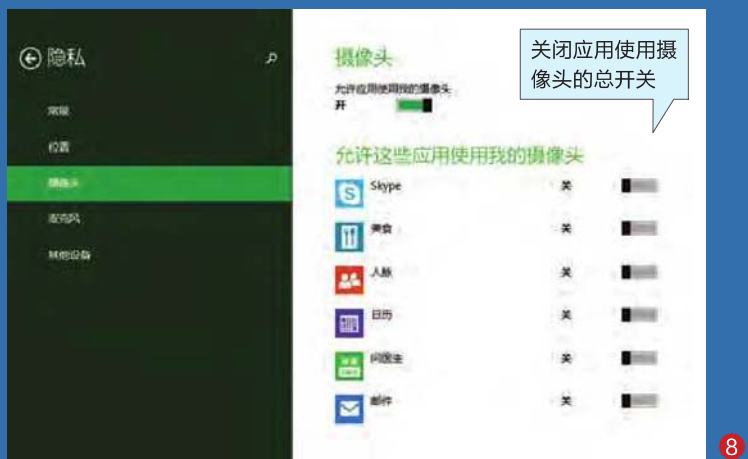 隐私
常规
位置
摄像头
麦克风
其他设备
摄像头
允许应用使用我的摄像头
开
关闭应用使用摄
像头的总开关
允许这些应用使用我的摄像头
Skype 关
美食 关
人脉 关
日历 关
问医生 关
邮件 关
8